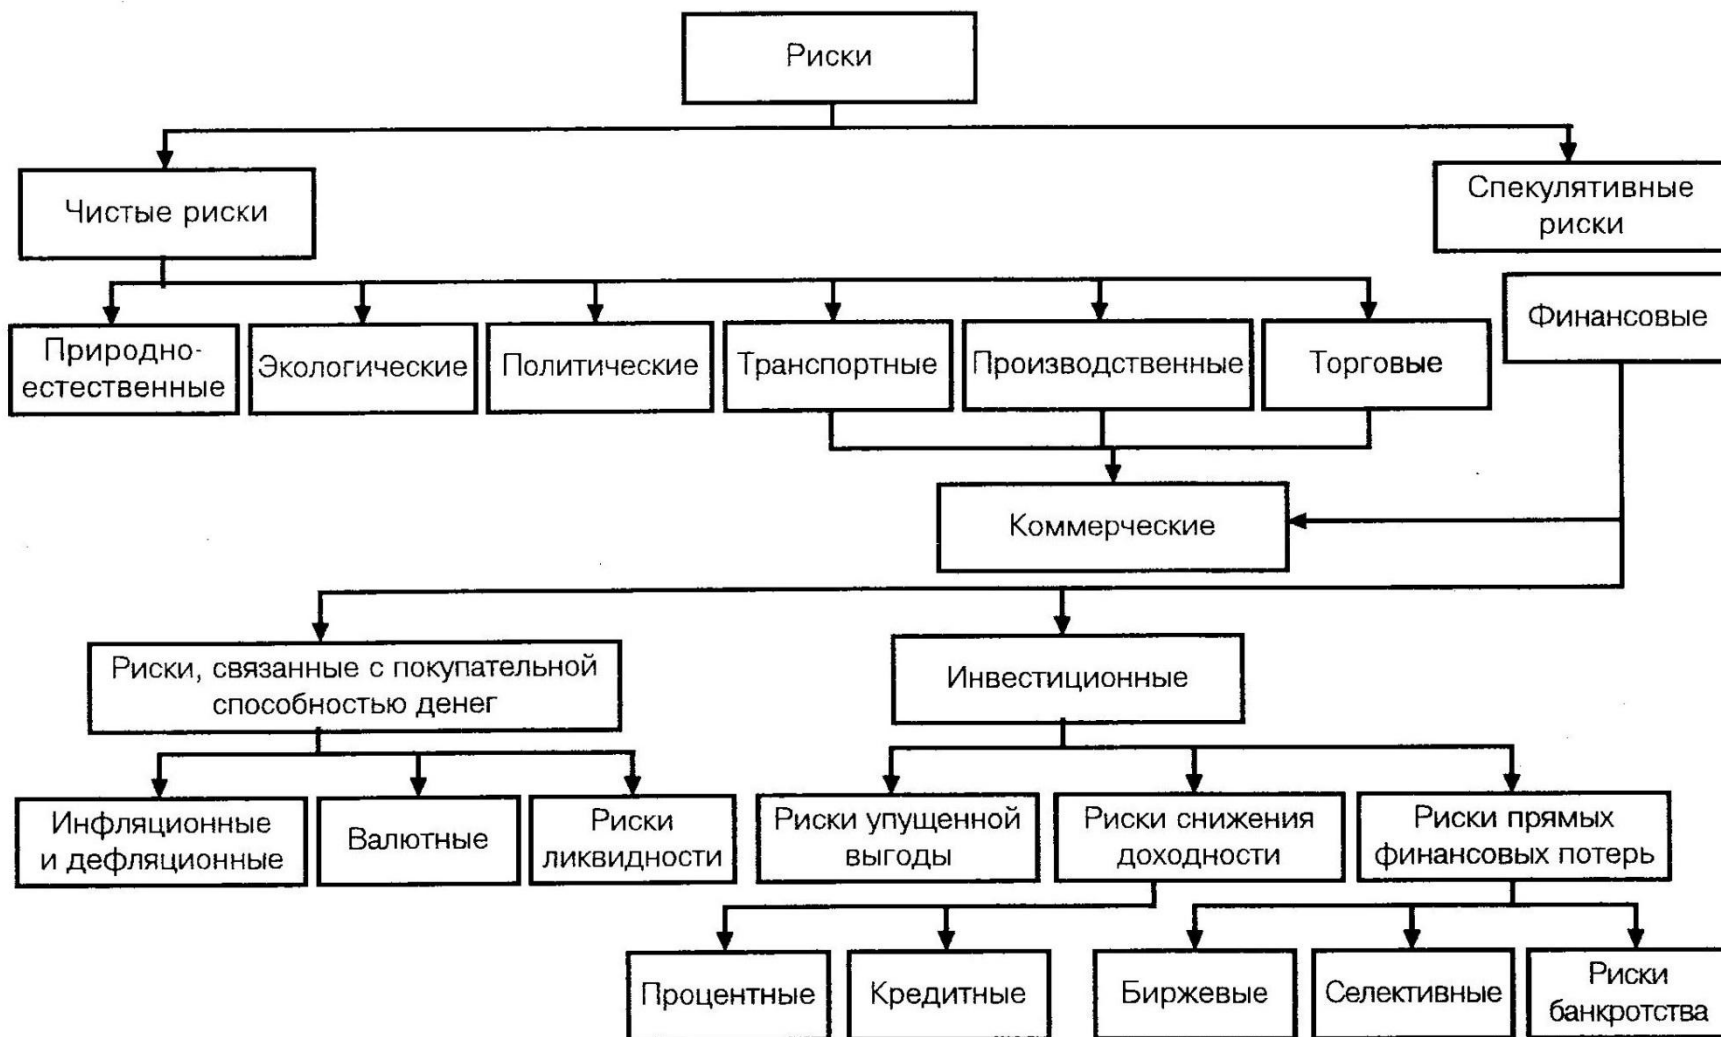 Риски
Чистые риски
Спекулятивные
риски
Природно-
естественные
Экологические
Политические
Транспортные
Производственные
Торговые
Финансовые
Коммерческие
Риски, связанные с покупательной
способностью денег
Инвестиционные
Инфляционные
и дефляционные
Валютные
Риски
ликвидности
Риски упущенной
выгоды
Риски снижения
доходности
Риски прямых
финансовых потерь
Процентные
Кредитные
Биржевые
Селективные
Риски
банкротства